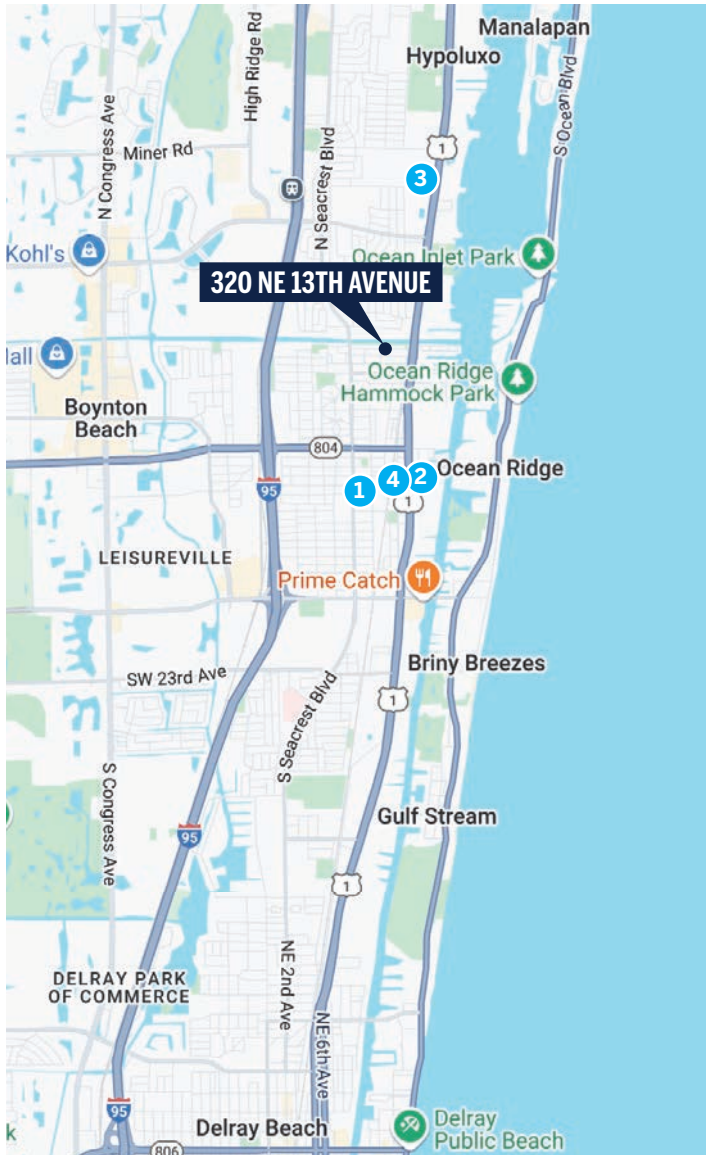 Manalapan
Hypoluxo
High Ridge Rd
N Congress Ave
N Seacrest Blvd
S Ocean Blvd
Miner Rd
1
3
Kohl's
Ocean Inlet Park
320 NE 13TH AVENUE
all
Ocean Ridge
Hammock Park
Boynton
Beach
804
Ocean Ridge
95
1
4
2
1
LEISUREVILLE
Prime Catch
Briny Breezes
SW 23rd Ave
1
S Seacrest Blvd
S Congress Ave
Gulf Stream
95
1
NE 2nd Ave
DELRAY PARK
OF COMMERCE
NE 6th Ave
95
Delray Beach
Delray
Public Beach
k
806